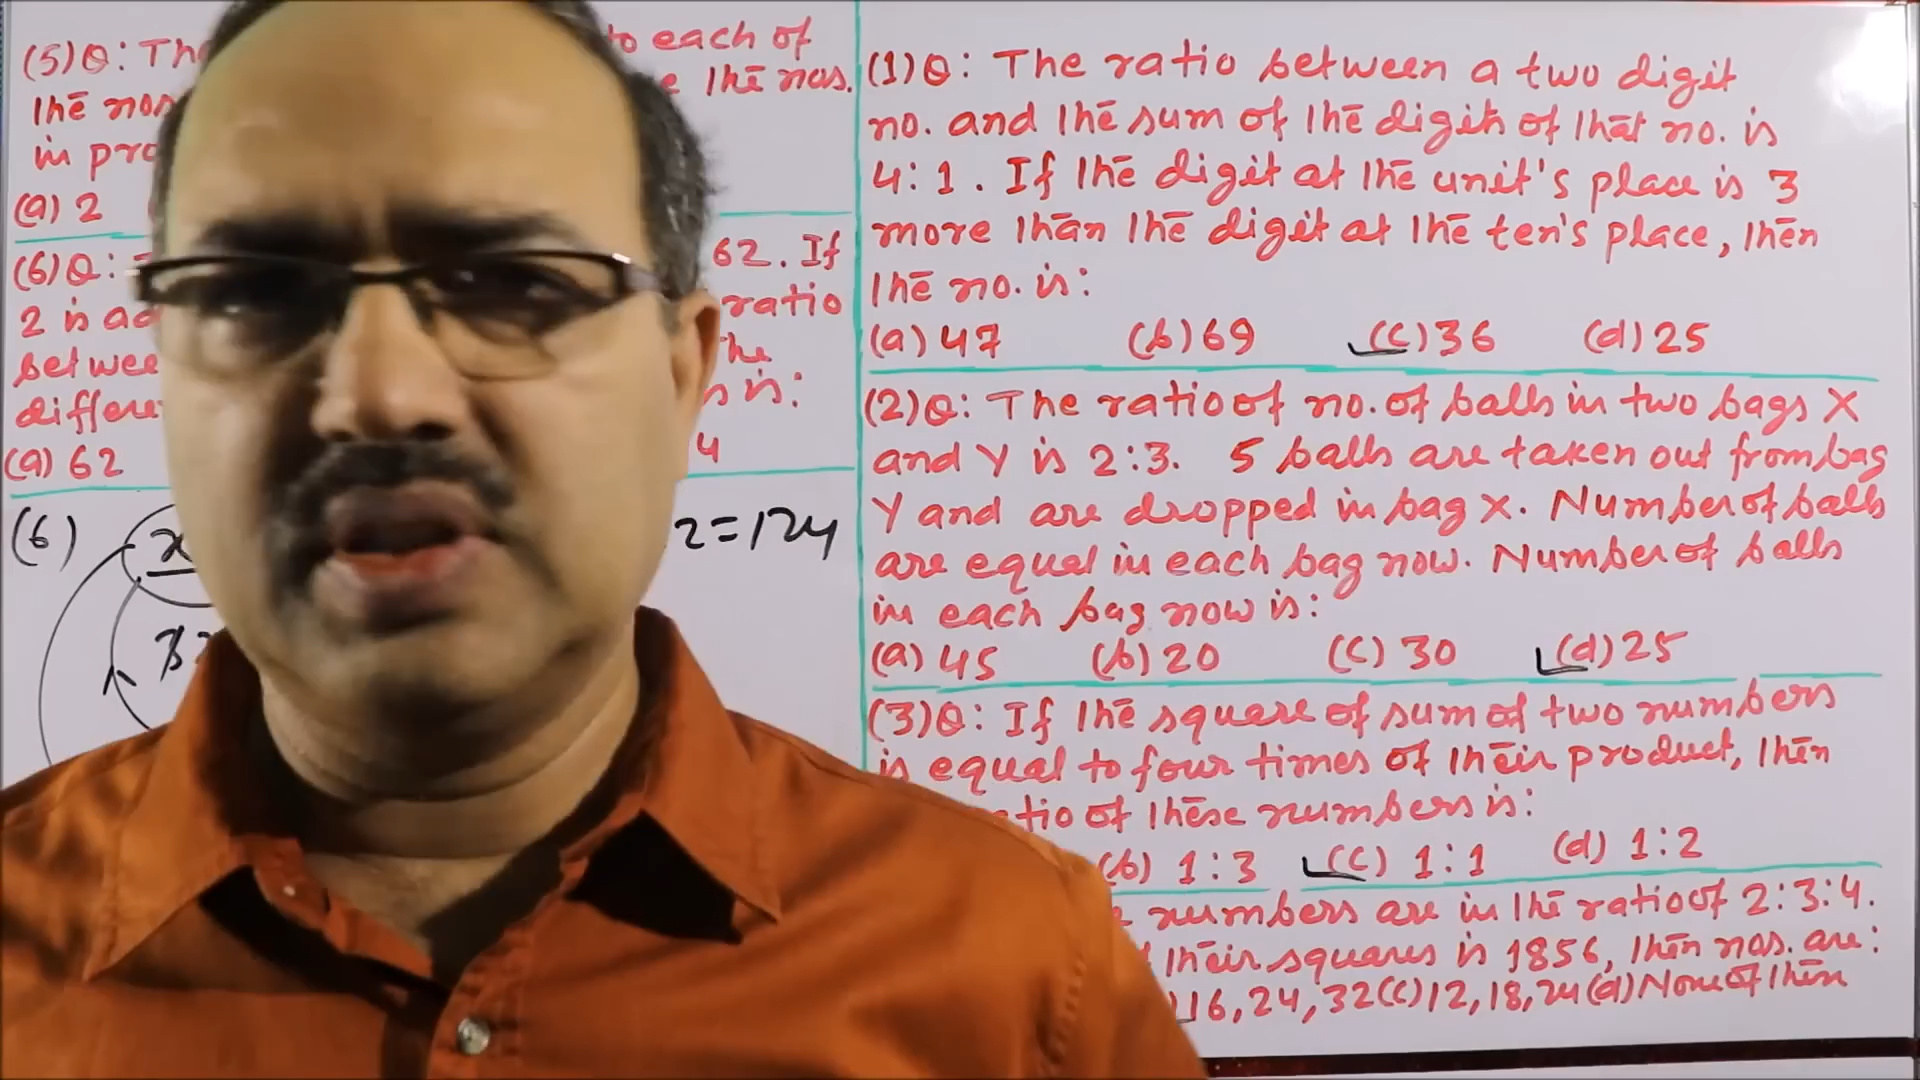 (5)Q: The to each of
the nos. the nos.
in pro
(a) 2
(6)Q: 62. If
2 is ad ratio
between the
differe is:
(a) 62 4
(6) x 2=124
(1)Q: The ratio between a two digit
no. and the sum of the digits of that no. is
4:1. If the digit at the unit's place is 3
more than the digit at the ten's place, then
the no. is:
(a) 47 (b) 69 (c) 36 (d) 25
(2)Q: The ratio of no. of balls in two bags X
and Y is 2:3. 5 balls are taken out from bag
Y and are dropped in bag X. Number of balls
are equal in each bag now. Number of balls
in each bag now is:
(a) 45 (b) 20 (c) 30 (d) 25
(3)Q: If the square of sum of two numbers
is equal to four times of their product, then
tio of these numbers is:
(b) 1:3 (c) 1:1 (d) 1:2
numbers are in the ratio of 2:3:4.
their squares is 1856, then nos. are:
16, 24, 32 (c) 12, 18, 24 (d) None of then